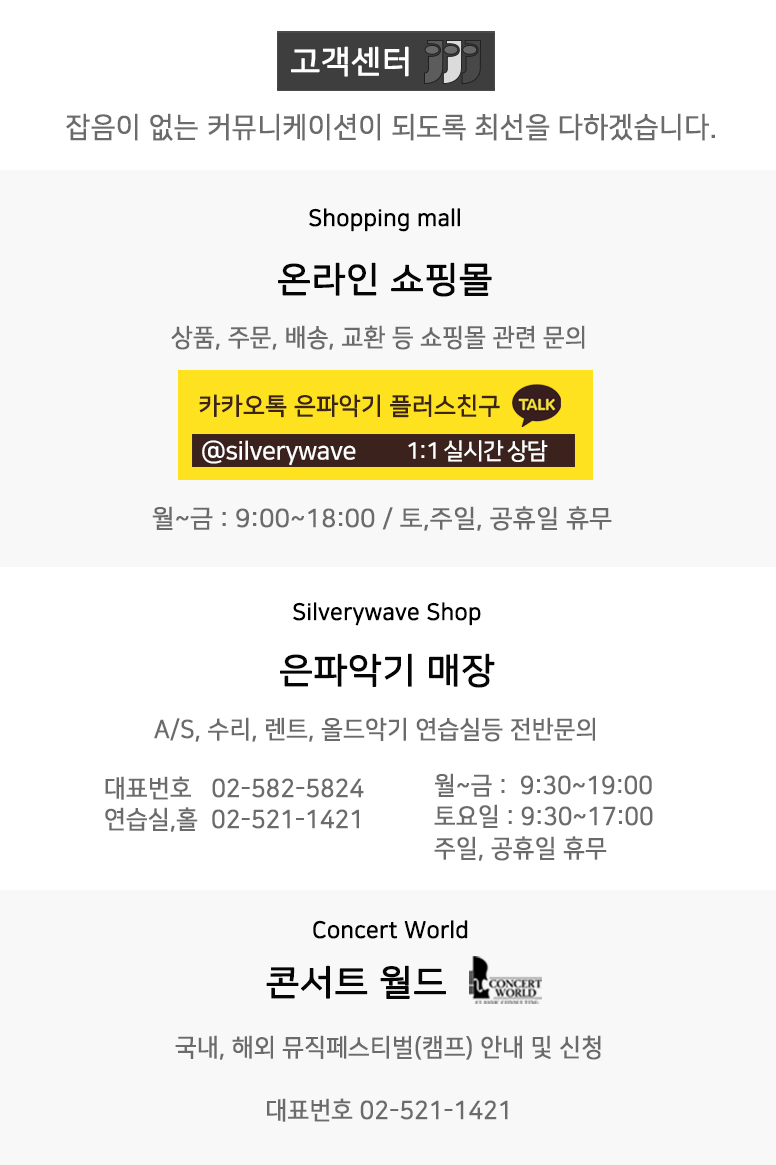 고객센터
잡음이 없는 커뮤니케이션이 되도록 최선을 다하겠습니다.
Shopping mall
온라인 쇼핑몰
상품, 주문, 배송, 교환 등 쇼핑몰 관련 문의
카카오톡 은파악기 플러스친구 TALK
@silverywave 1:1 실시간 상담
월~금 : 9:00~18:00 / 토,주일, 공휴일 휴무
Silverywave Shop
은파악기 매장
A/S, 수리, 렌트, 올드악기 연습실등 전반문의
대표번호 02-582-5824
연습실,홀 02-521-1421
월~금 : 9:30~19:00
토요일 : 9:30~17:00
주일, 공휴일 휴무
Concert World
콘서트 월드
CONCERT
WORLD
국내, 해외 뮤직페스티벌(캠프) 안내 및 신청
대표번호 02-521-1421